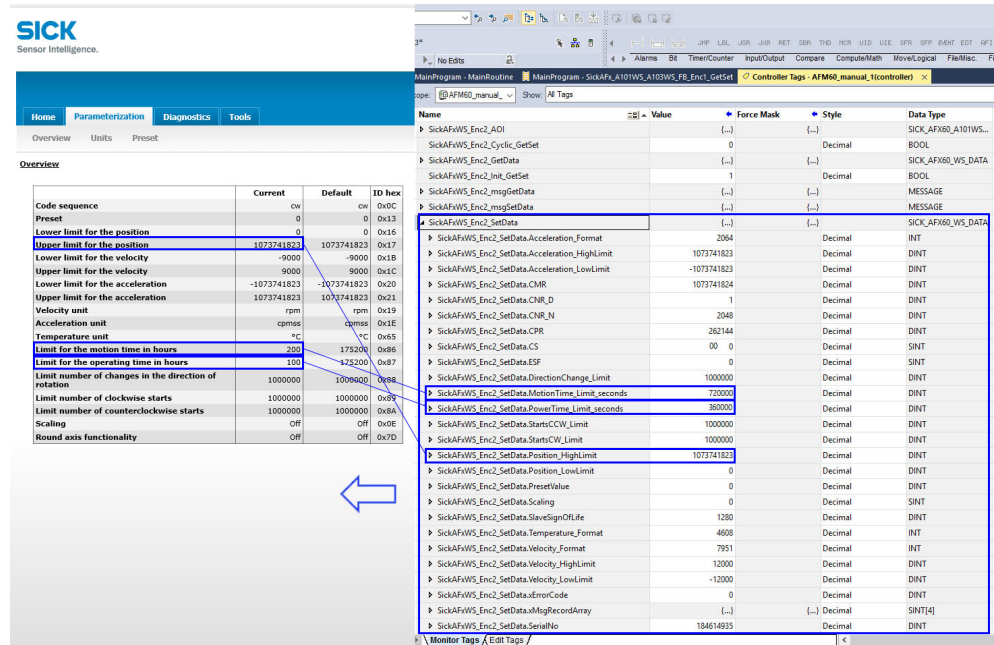 SICK
Sensor Intelligence.
Home Parameterization Diagnostics Tools
Overview Units Preset
Overview
Current Default ID hex
Code sequence cw cw 0x0C
Preset 0 0 0x13
Lower limit for the position 0 0 0x16
Upper limit for the position 1073741823 1073741823 0x17
Lower limit for the velocity -9000 -9000 0x1B
Upper limit for the velocity 9000 9000 0x1C
Lower limit for the acceleration -1073741823 -1073741823 0x20
Upper limit for the acceleration 1073741823 1073741823 0x21
Velocity unit rpm rpm 0x19
Acceleration unit cpmss cpmss 0x1E
Temperature unit °C °C 0x65
Limit for the motion time in hours 200 175200 0x86
Limit for the operating time in hours 100 175200 0x87
Limit number of changes in the direction of
rotation 1000000 1000000 0x88
Limit number of clockwise starts 1000000 1000000 0x89
Limit number of counterclockwise starts 1000000 1000000 0x8A
Scaling Off Off 0x0E
Round axis functionality Off Off 0x7D
JMP LBL JSR JXR RET SBR TND MCR UID UIE SFR SFP EVENT EOT AFI
No Edits
Alarms Bit Timer/Counter Input/Output Compare Compute/Math Move/Logical File/Misc.
MainProgram - MainRoutine MainProgram - SickAFx_A101WS_A103WS_FB_Enc1_GetSet Controller Tags - AFM60_manual_1(controller) ×
ope: AFM60_manual_ Show: All Tags
Name Value Force Mask Style Data Type
SickAFxWS_Enc2_AOI {...} {...} SICK_AFX60_A101WS...
SickAFxWS_Enc2_Cyclic_GetSet 0 Decimal BOOL
SickAFxWS_Enc2_GetData {...} {...} SICK_AFX60_WS_DATA
SickAFxWS_Enc2_Init_GetSet 1 Decimal BOOL
SickAFxWS_Enc2_msgGetData {...} {...} MESSAGE
SickAFxWS_Enc2_msgSetData {...} {...} MESSAGE
SickAFxWS_Enc2_SetData {...} {...} SICK_AFX60_WS_DATA
SickAFxWS_Enc2_SetData.Acceleration_Format 2064 Decimal INT
SickAFxWS_Enc2_SetData.Acceleration_HighLimit 1073741823 Decimal DINT
SickAFxWS_Enc2_SetData.Acceleration_LowLimit -1073741823 Decimal DINT
SickAFxWS_Enc2_SetData.CMR 1073741824 Decimal DINT
SickAFxWS_Enc2_SetData.CNR_D 1 Decimal DINT
SickAFxWS_Enc2_SetData.CNR_N 2048 Decimal DINT
SickAFxWS_Enc2_SetData.CPR 262144 Decimal DINT
SickAFxWS_Enc2_SetData.CS 00 0 Decimal SINT
SickAFxWS_Enc2_SetData.ESF 0 Decimal SINT
SickAFxWS_Enc2_SetData.DirectionChange_Limit 1000000 Decimal DINT
SickAFxWS_Enc2_SetData.MotionTime_Limit_seconds 720000 Decimal DINT
SickAFxWS_Enc2_SetData.PowerTime_Limit_seconds 360000 Decimal DINT
SickAFxWS_Enc2_SetData.StartsCCW_Limit 1000000 Decimal DINT
SickAFxWS_Enc2_SetData.StartsCW_Limit 1000000 Decimal DINT
SickAFxWS_Enc2_SetData.Position_HighLimit 1073741823 Decimal DINT
SickAFxWS_Enc2_SetData.Position_LowLimit 0 Decimal DINT
SickAFxWS_Enc2_SetData.PresetValue 0 Decimal DINT
SickAFxWS_Enc2_SetData.Scaling 0 Decimal SINT
SickAFxWS_Enc2_SetData.SlaveSignOfLife 1280 Decimal DINT
SickAFxWS_Enc2_SetData.Temperature_Format 4608 Decimal INT
SickAFxWS_Enc2_SetData.Velocity_Format 7951 Decimal INT
SickAFxWS_Enc2_SetData.Velocity_HighLimit 12000 Decimal DINT
SickAFxWS_Enc2_SetData.Velocity_LowLimit -12000 Decimal DINT
SickAFxWS_Enc2_SetData.xErrorCode 0 Decimal DINT
SickAFxWS_Enc2_SetData.xMsgRecordArray {...} {...} Decimal SINT[4]
SickAFxWS_Enc2_SetData.SerialNo 184614935 Decimal DINT
Monitor Tags Edit Tags